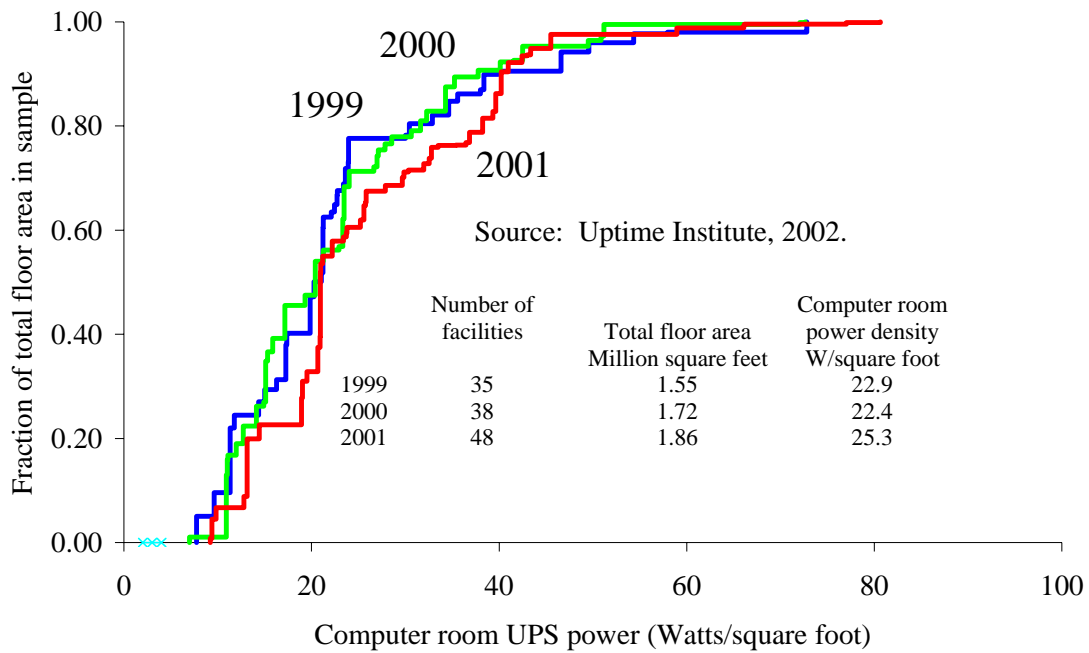 Fraction of total floor area in sample
1.00
0.80
0.60
0.40
0.20
0.00
2000
1999
2001
Source: Uptime Institute, 2002.
Number of facilities
Total floor area Million square feet
Computer room power density W/square foot
1999 35 1.55 22.9
2000 38 1.72 22.4
2001 48 1.86 25.3
0 20 40 60 80 100
Computer room UPS power (Watts/square foot)